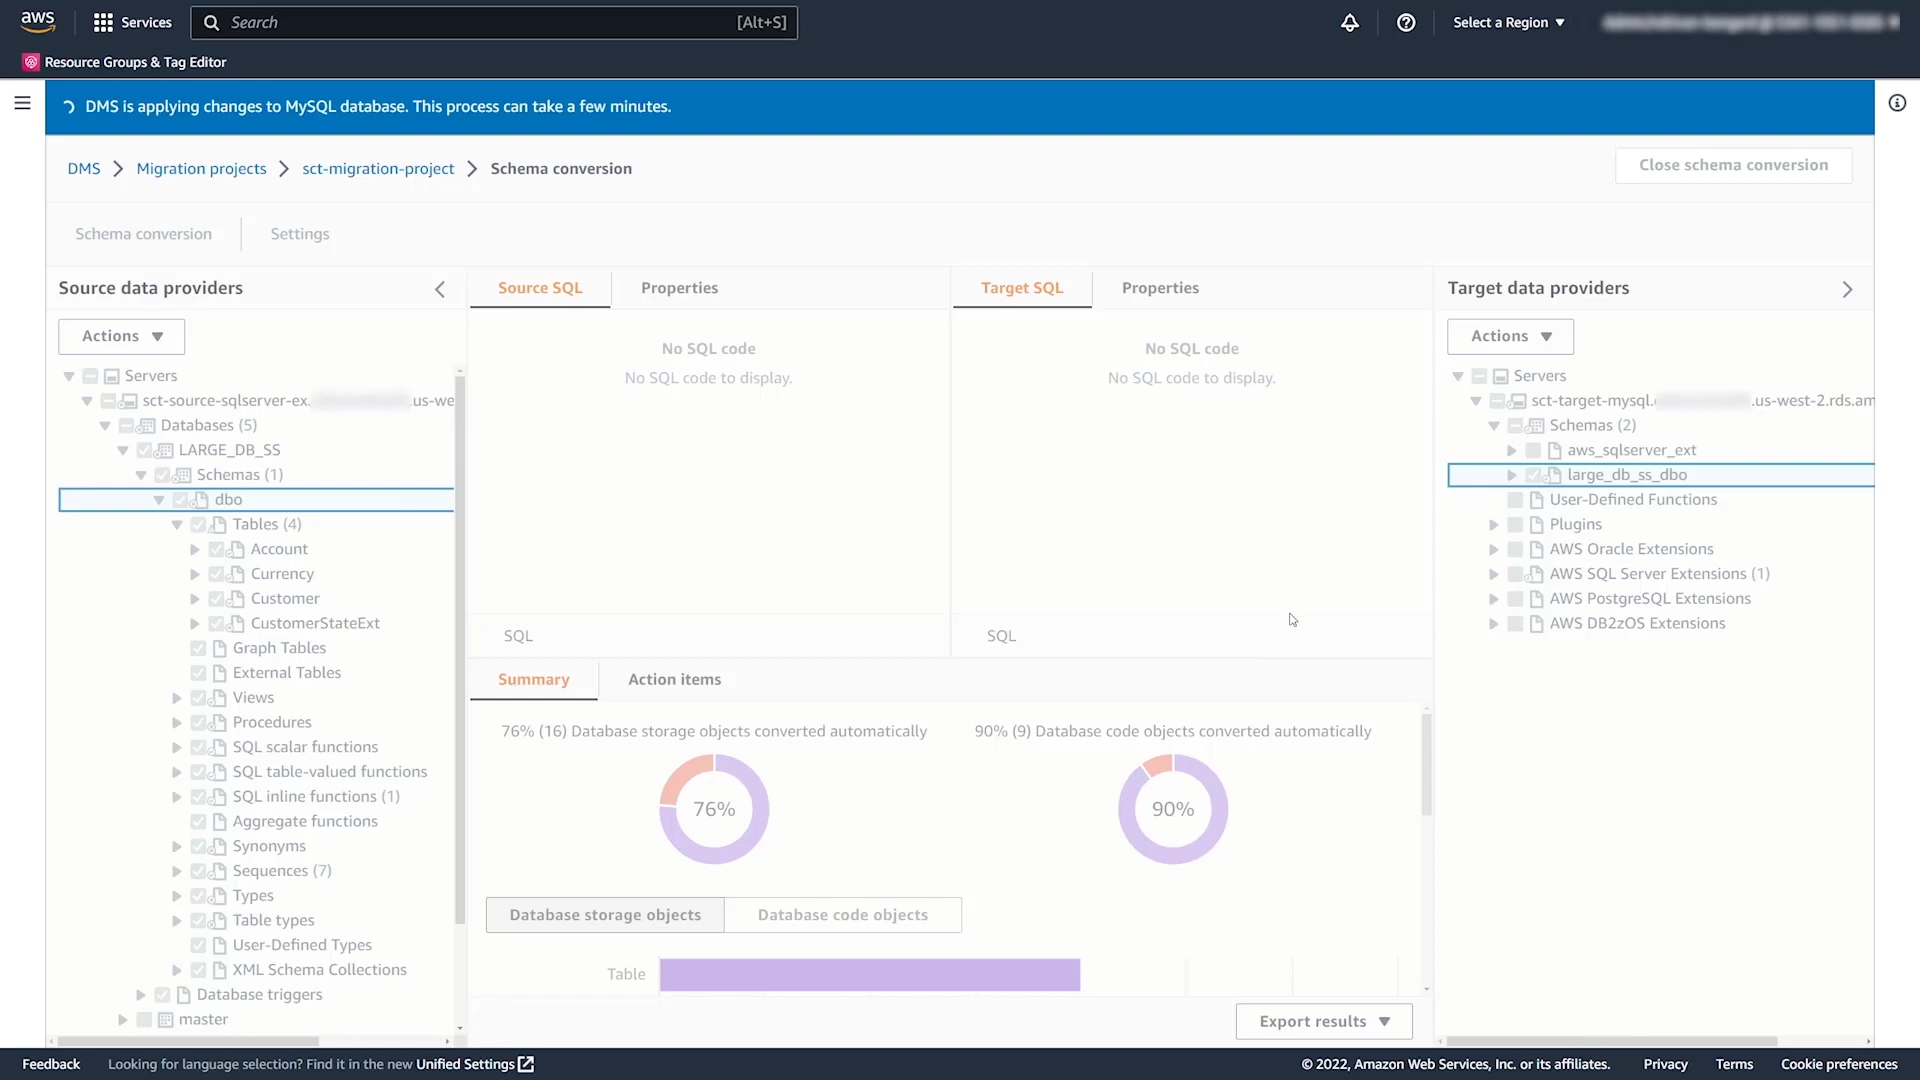 aws
Services
Search
[Alt+S]
Select a Region
Resource Groups & Tag Editor
DMS is applying changes to MySQL database. This process can take a few minutes.
DMS
Migration projects
sct-migration-project
Schema conversion
Close schema conversion
Schema conversion
Settings
Source data providers
Actions
Servers
sct-source-sqlserver-ex.
.us-we
Databases (5)
LARGE_DB_SS
Schemas (1)
dbo
Tables (4)
Account
Currency
Customer
CustomerStateExt
Graph Tables
External Tables
Views
Procedures
SQL scalar functions
SQL table-valued functions
SQL inline functions (1)
Aggregate functions
Synonyms
Sequences (7)
Types
Table types
User-Defined Types
XML Schema Collections
Database triggers
master
Source SQL
Properties
No SQL code
No SQL code to display.
SQL
Target SQL
Properties
No SQL code
No SQL code to display.
SQL
Summary
Action items
76% (16) Database storage objects converted automatically
76%
90% (9) Database code objects converted automatically
90%
Database storage objects
Database code objects
Table
Export results
Target data providers
Actions
Servers
sct-target-mysql.
.us-west-2.rds.am
Schemas (2)
aws_sqlserver_ext
large_db_ss_dbo
User-Defined Functions
Plugins
AWS Oracle Extensions
AWS SQL Server Extensions (1)
AWS PostgreSQL Extensions
AWS DB2zOS Extensions
Feedback
Looking for language selection? Find it in the new Unified Settings
© 2022, Amazon Web Services, Inc. or its affiliates.
Privacy
Terms
Cookie preferences